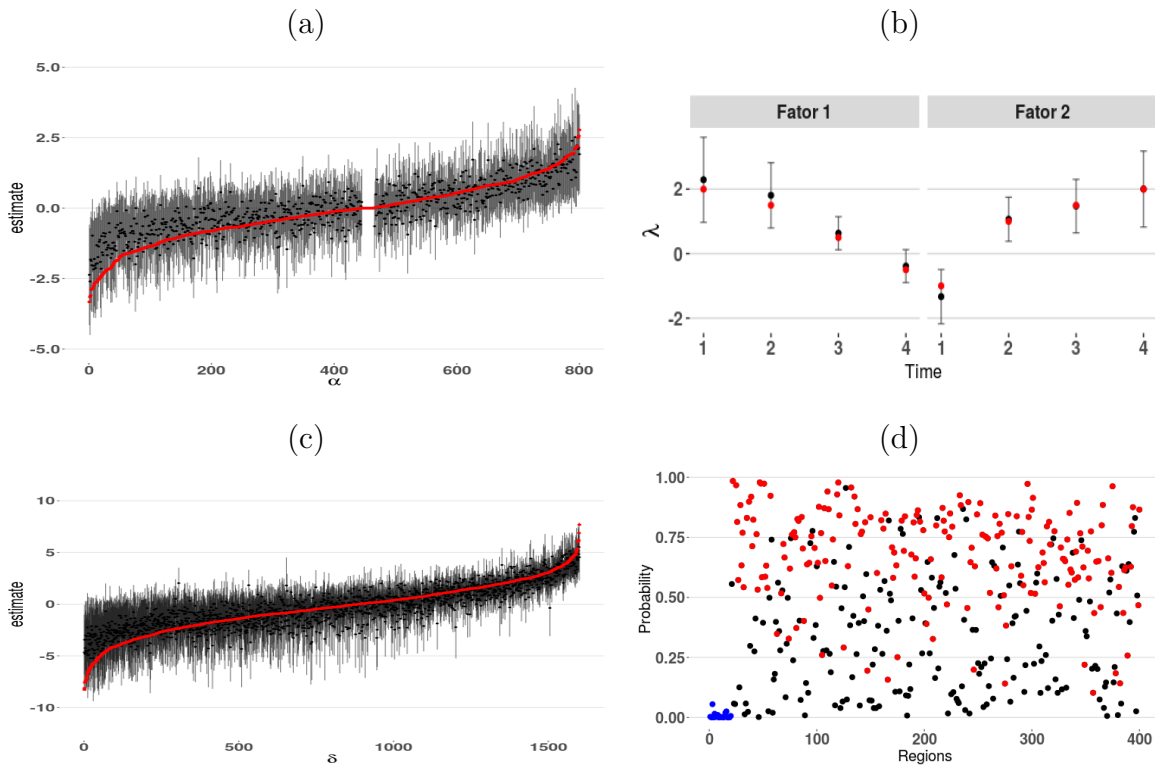 (a)
5.0
2.5
0.0
-2.5
-5.0
estimate
0 200 400 600 800
α
(b)
Fator 1 Fator 2
2
0
-2
λ
1 2 3 4 1 2 3 4
Time
(c)
10
5
0
-5
-10
estimate
0 500 1000 1500
δ
(d)
1.00
0.75
0.50
0.25
0.00
Probability
0 100 200 300 400
Regions